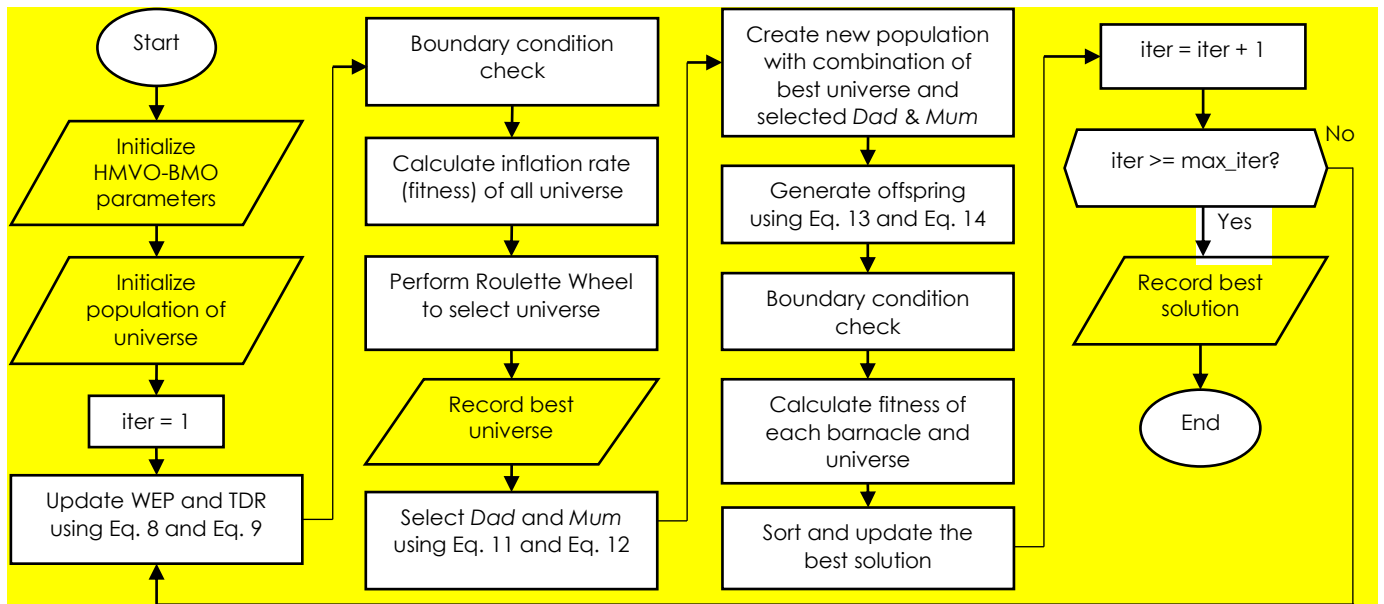 Start
Initialize
HMVO-BMO
parameters
Initialize
population of
universe
iter = 1
Update WEP and TDR
using Eq. 8 and Eq. 9
Boundary condition
check
Calculate inflation rate
(fitness) of all universe
Perform Roulette Wheel
to select universe
Record best
universe
Select Dad and Mum
using Eq. 11 and Eq. 12
Create new population
with combination of
best universe and
selected Dad & Mum
Generate offspring
using Eq. 13 and Eq. 14
Boundary condition
check
Calculate fitness of
each barnacle and
universe
Sort and update the
best solution
iter = iter + 1
No
iter >= max_iter?
Yes
Record best
solution
End